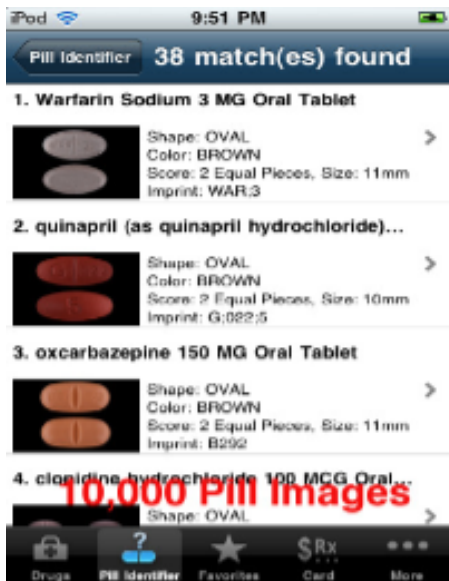 iPod 9:51 PM
Pill Identifier 38 match(es) found
1. Warfarin Sodium 3 MG Oral Tablet
Shape: OVAL
Color: BROWN
Score: 2 Equal Pieces, Size: 11mm
Imprint: WAR;3
2. quinapril (as quinapril hydrochloride)...
Shape: OVAL
Color: BROWN
Score: 2 Equal Pieces, Size: 10mm
Imprint: G;022;5
3. oxcarbazepine 150 MG Oral Tablet
Shape: OVAL
Color: BROWN
Score: 2 Equal Pieces, Size: 11mm
Imprint: B292
4. clonidine hydrochloride 100 MCG Oral...
10,000 Pill Images
Shape: OVAL
Drugs Pill Identifier Favorites $Rx Card More